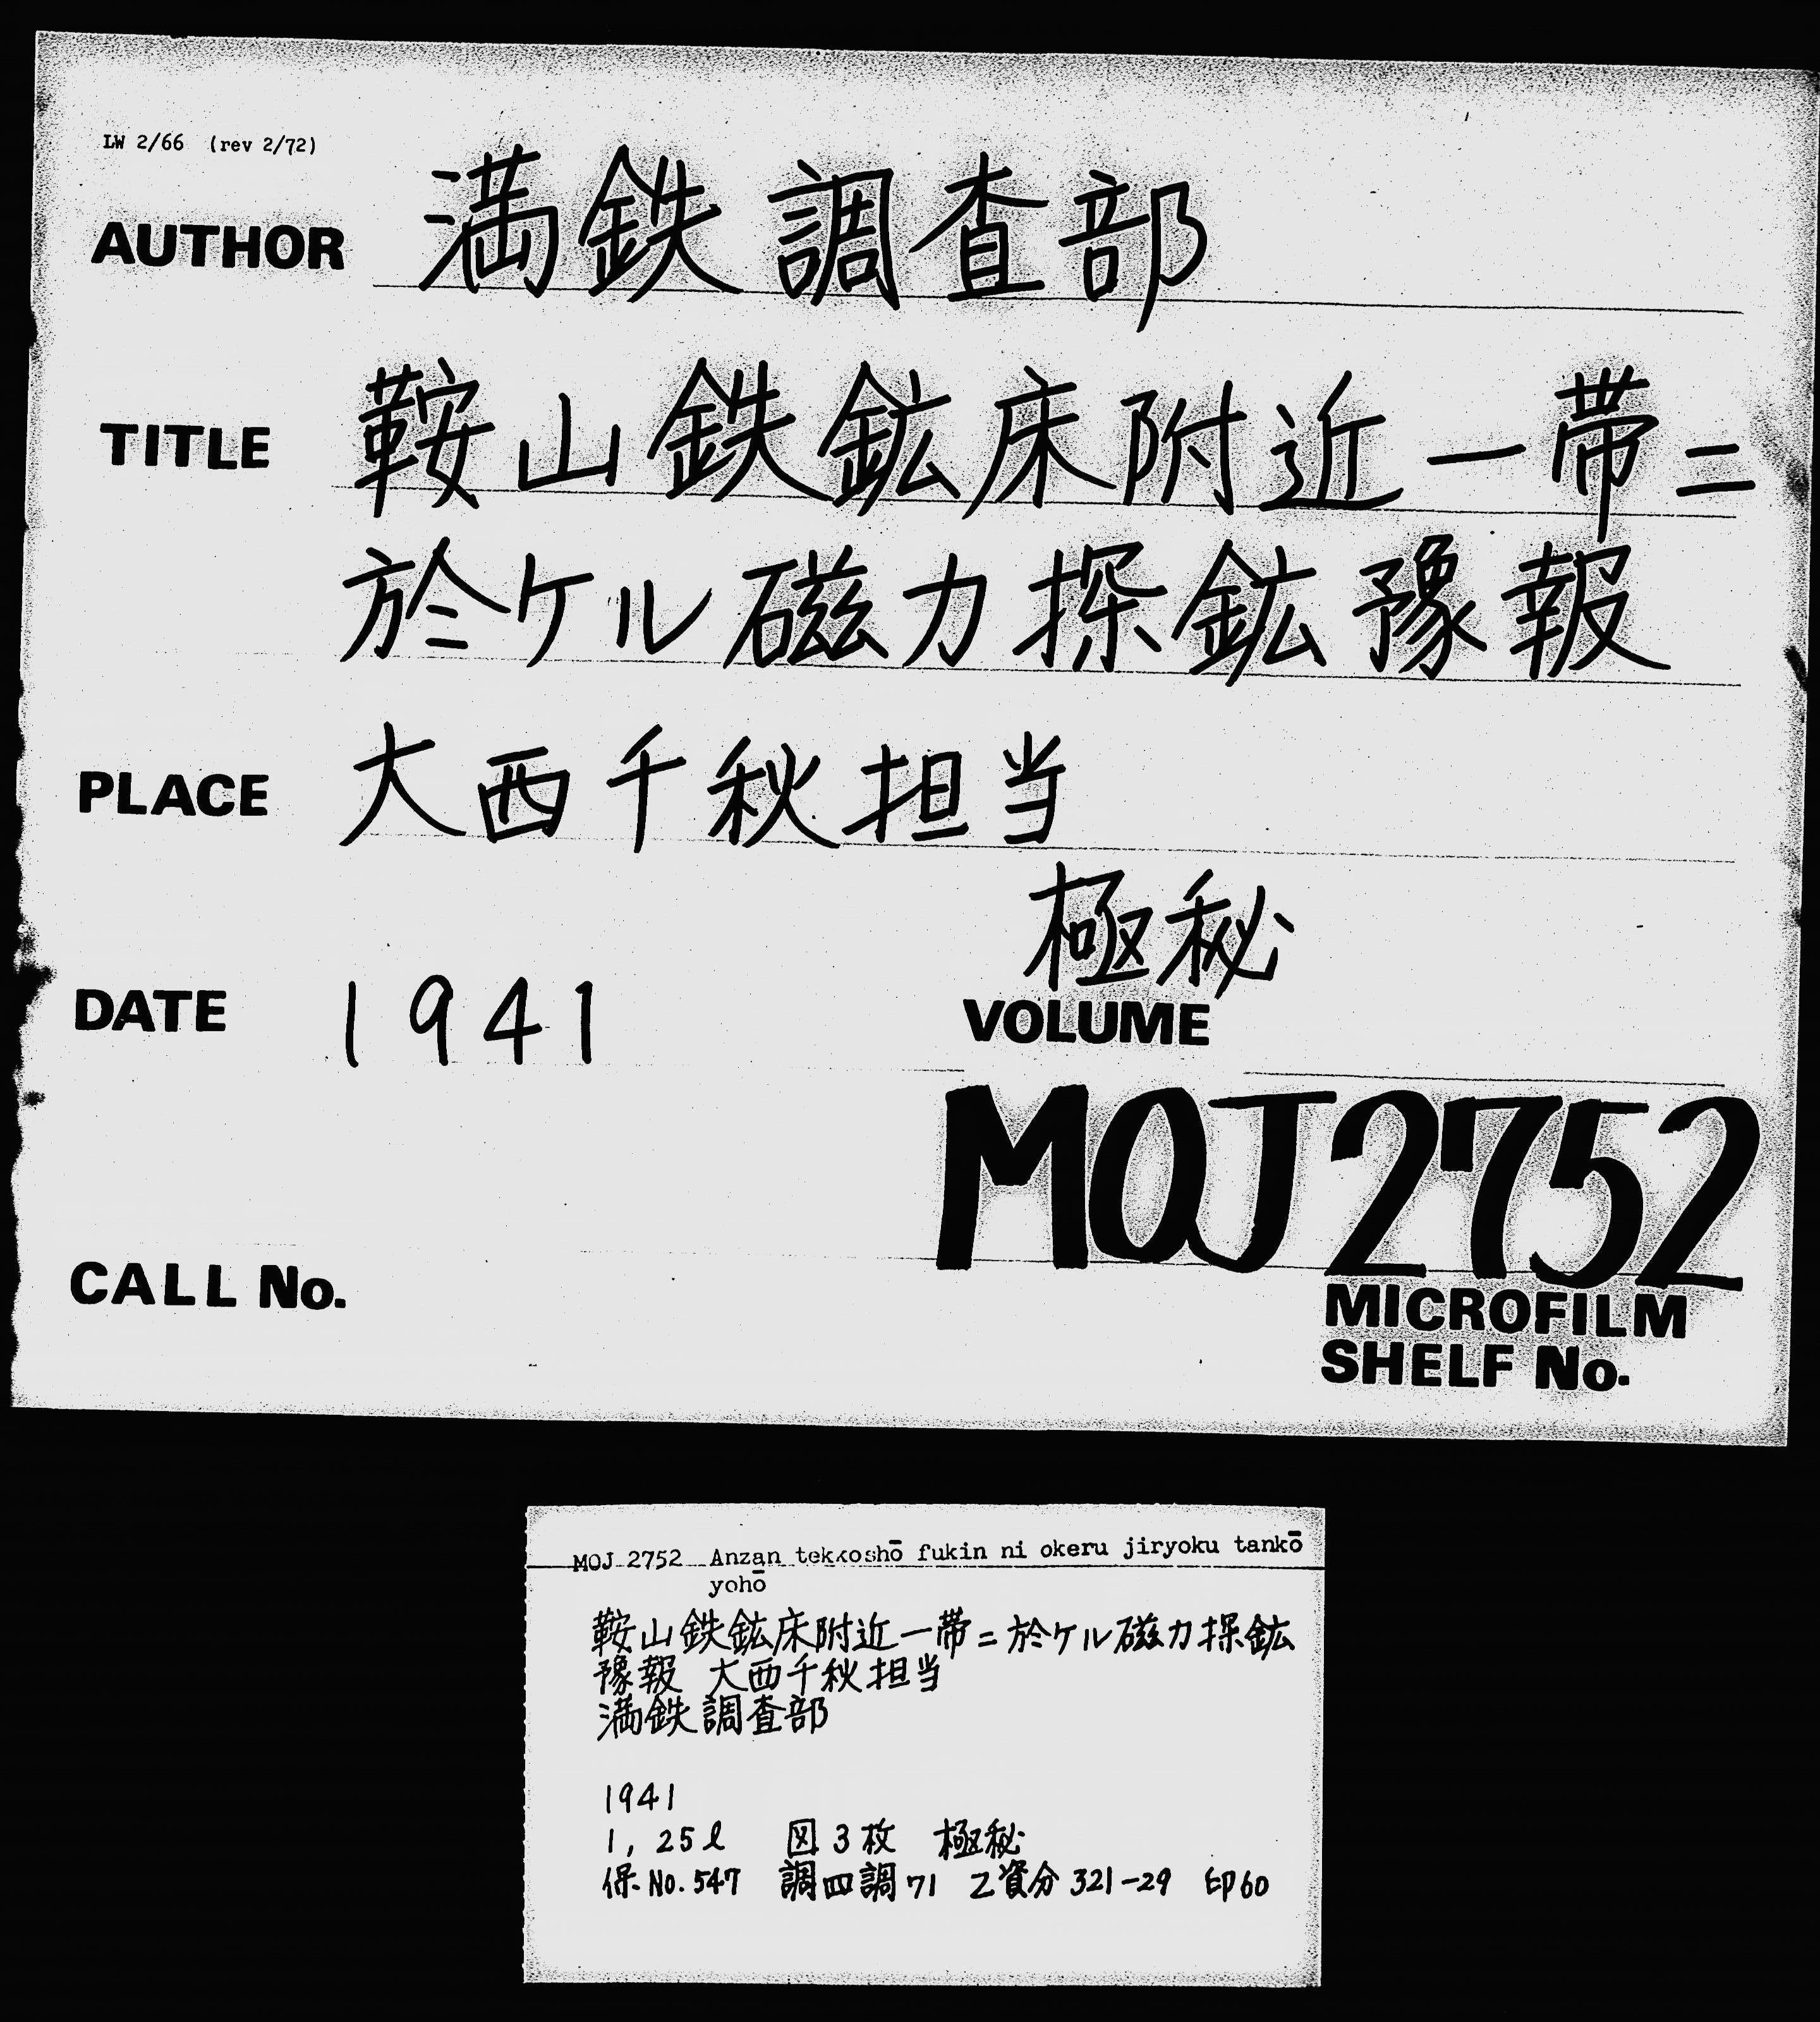 LW 2/66 (rev 2/72)
AUTHOR 満鉄調査部
TITLE 鞍山鉄鉱床附近一帯ニ
於ケル磁力探鉱豫報
PLACE 大西千秋担当
極秘
DATE 1941 VOLUME
MOJ 2752
CALL No. MICROFILM
SHELF No.
MOJ 2752 Anzan tekkoshō fukin ni okeru jiryoku tankō
yohō
鞍山鉄鉱床附近一帯ニ於ケル磁力探鉱
豫報 大西千秋担当
満鉄調査部
1941
1, 25l 図3枚 極秘
保No. 547 調四調71 乙資分321-29 印60